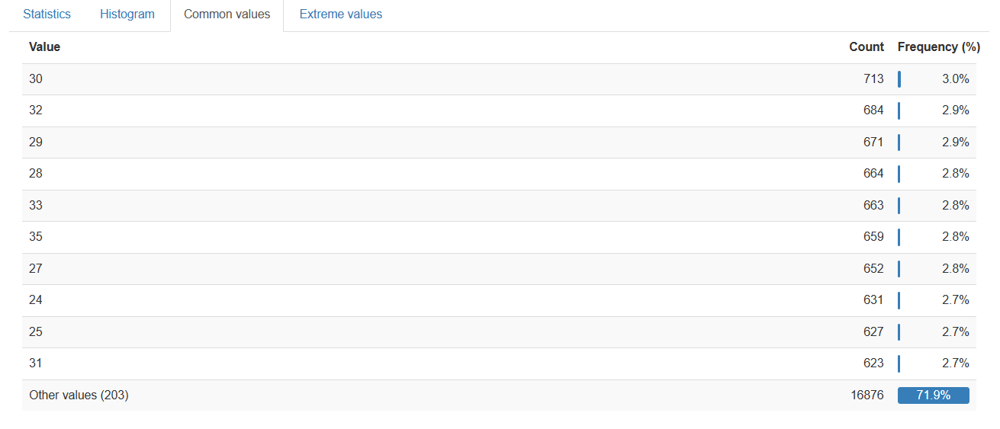 Statistics Histogram Common values Extreme values
Value Count Frequency (%)
30 713 3.0%
32 684 2.9%
29 671 2.9%
28 664 2.8%
33 663 2.8%
35 659 2.8%
27 652 2.8%
24 631 2.7%
25 627 2.7%
31 623 2.7%
Other values (203) 16876 71.9%